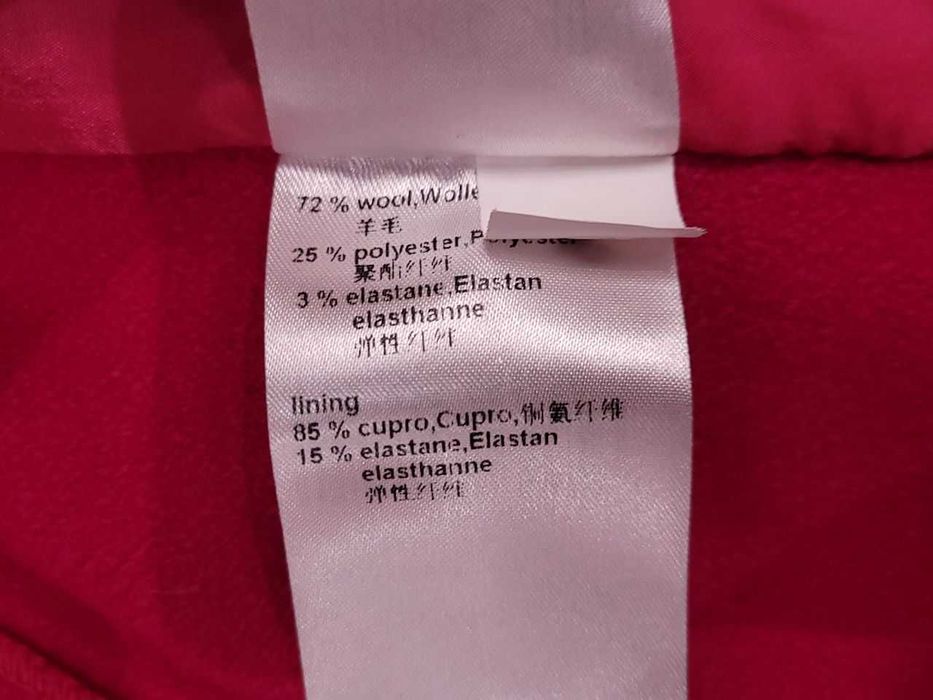 72 % wool,Wolle
羊毛
25 % polyester,Polyester
聚酯纤维
3 % elastane,Elastan
elasthanne
弹性纤维
lining
85 % cupro,Cupro,铜氨纤维
15 % elastane,Elastan
elasthanne
弹性纤维